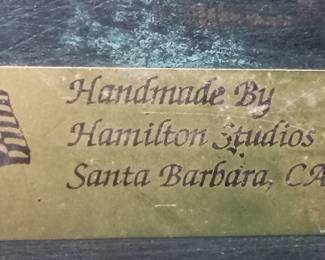 Handmade By
Hamilton Studios
Santa Barbara, CA